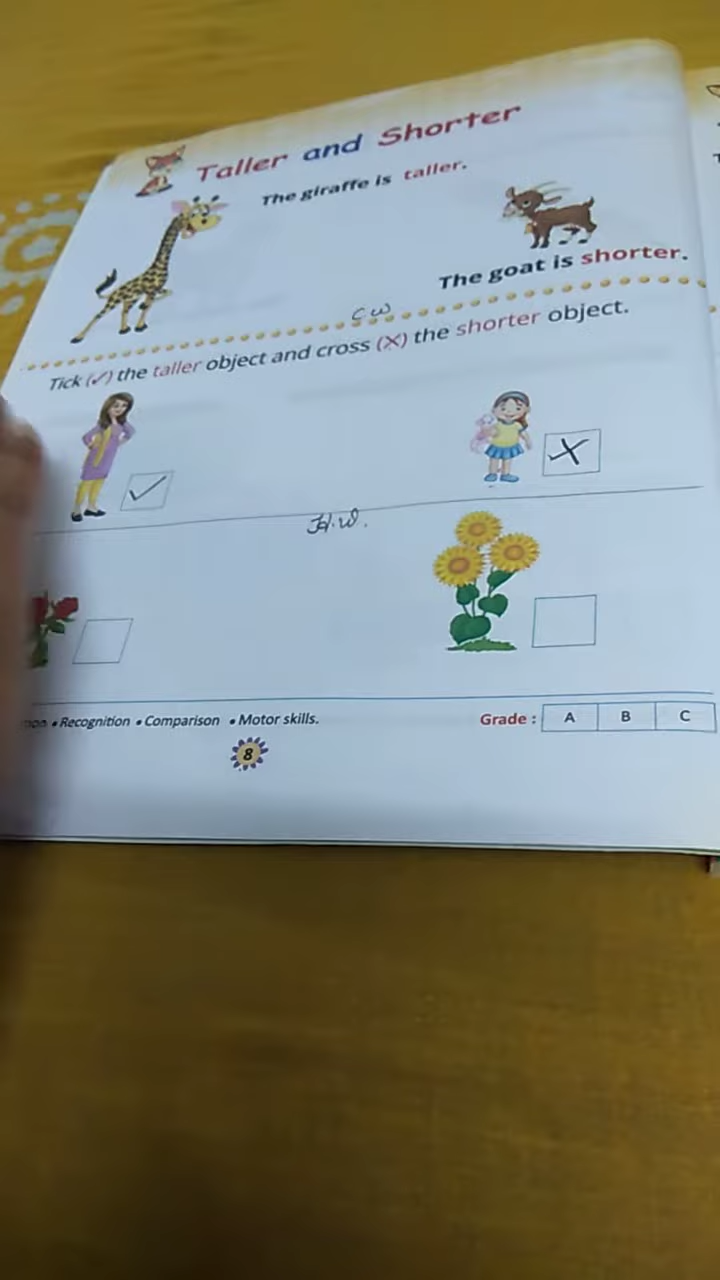 Taller and Shorter
The giraffe is taller.
The goat is shorter.
C W
Tick (✓) the taller object and cross (✕) the shorter object.
H.W.
• Recognition • Comparison • Motor skills.
Grade : A B C
8